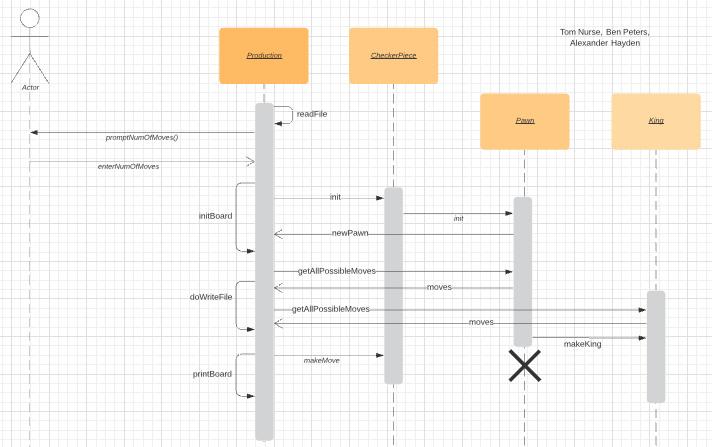 Tom Nurse, Ben Peters,
Alexander Hayden
Production
CheckerPiece
Actor
Pawn
King
readFile
promptNumOfMoves()
enterNumOfMoves
init
initBoard
init
newPawn
getAllPossibleMoves
moves
doWriteFile
getAllPossibleMoves
moves
makeKing
makeMove
printBoard